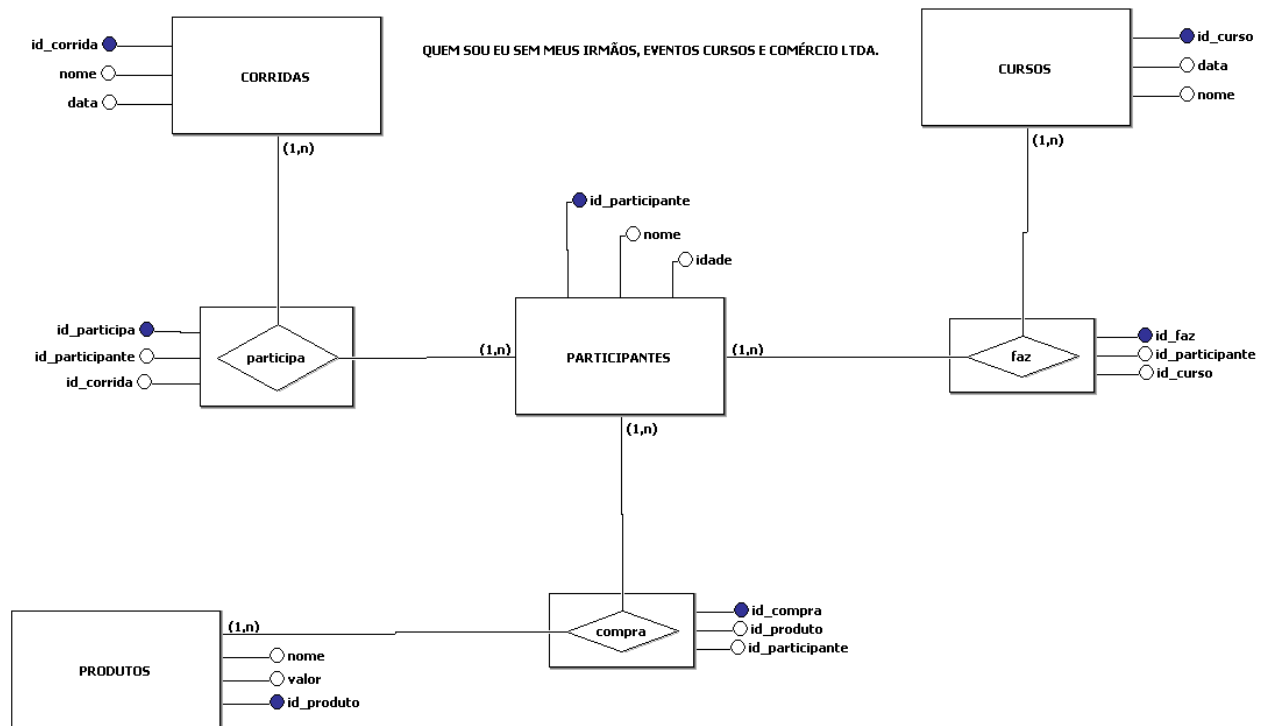 QUEM SOU EU SEM MEUS IRMÃOS, EVENTOS CURSOS E COMÉRCIO LTDA.
id_corrida
nome
data
CORRIDAS
(1,n)
CURSOS
id_curso
data
nome
(1,n)
id_participante
nome
idade
id_participa
id_participante
id_corrida
participa
(1,n)
PARTICIPANTES
(1,n)
faz
id_faz
id_participante
id_curso
(1,n)
compra
id_compra
id_produto
id_participante
PRODUTOS
(1,n)
nome
valor
id_produto